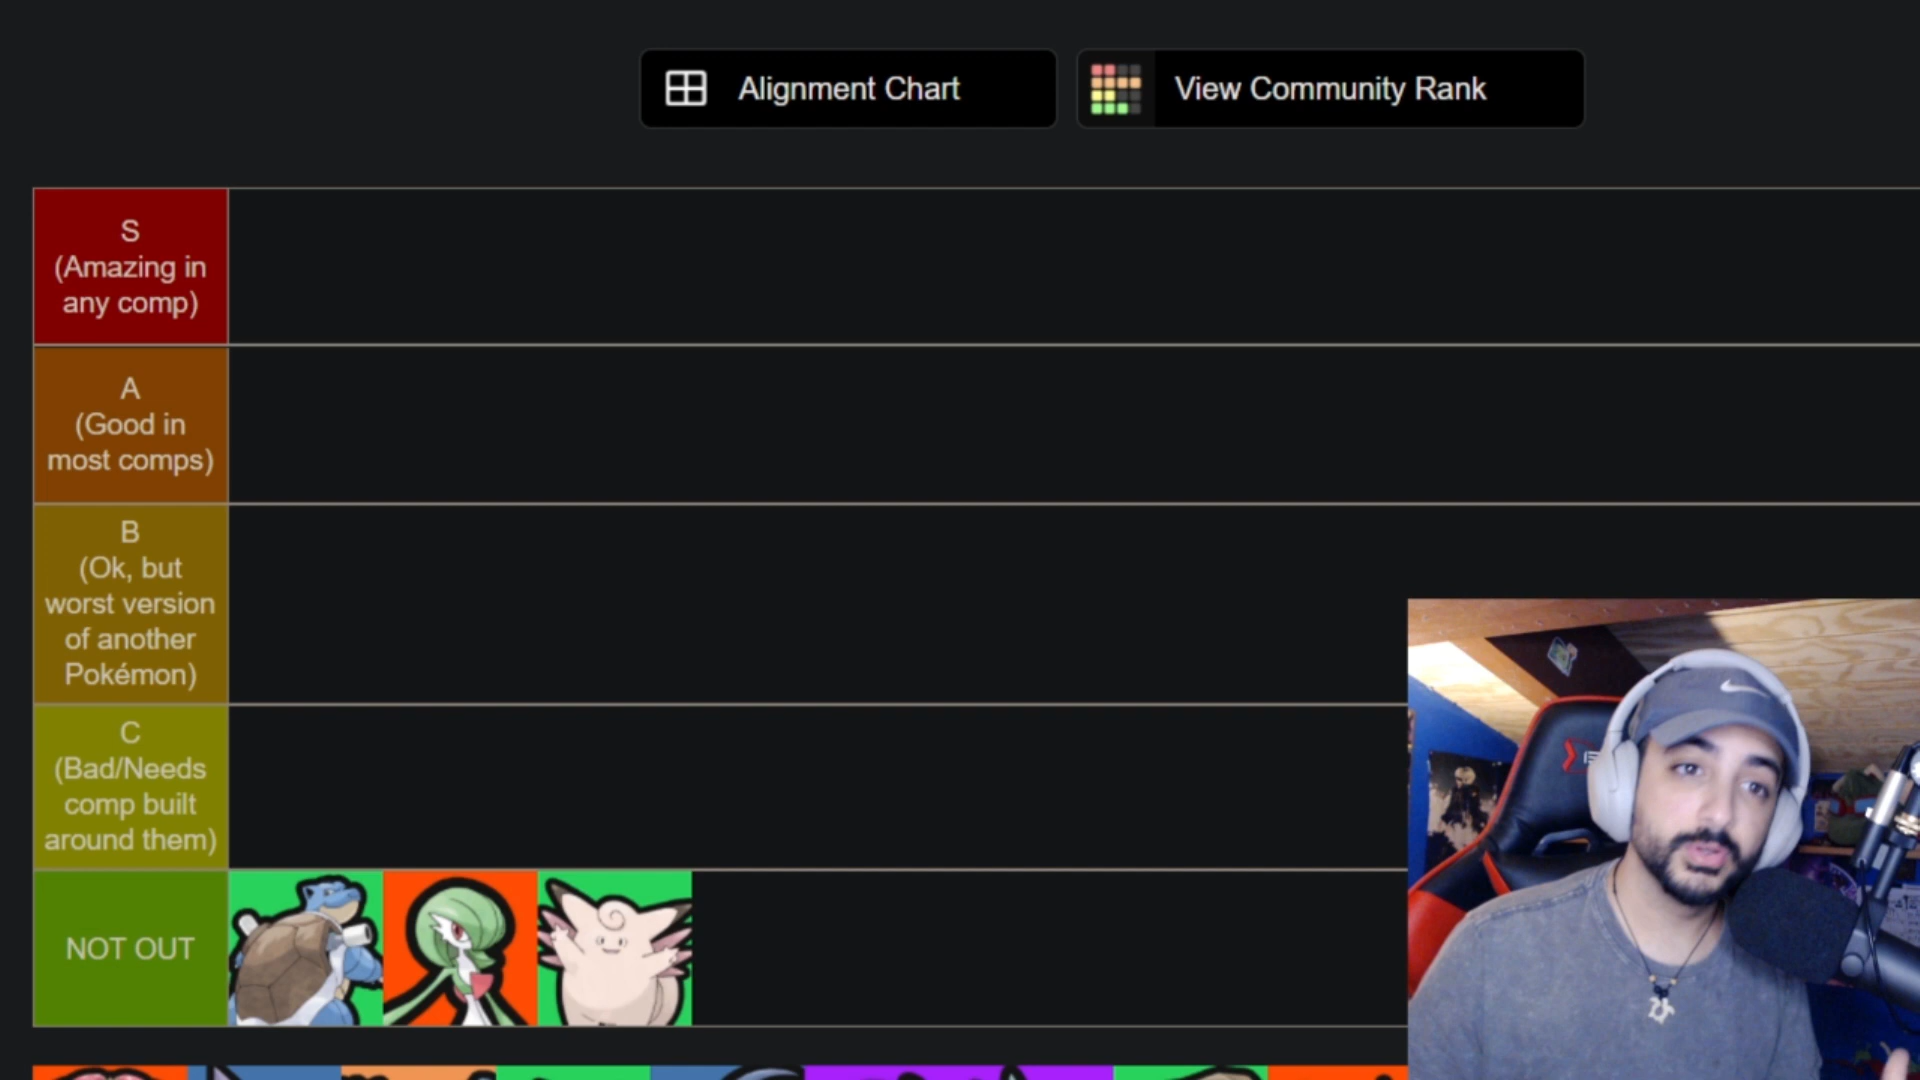 Alignment Chart
View Community Rank
S
(Amazing in
any comp)
A
(Good in
most comps)
B
(Ok, but
worst version
of another
Pokémon)
C
(Bad/Needs
comp built
around them)
NOT OUT